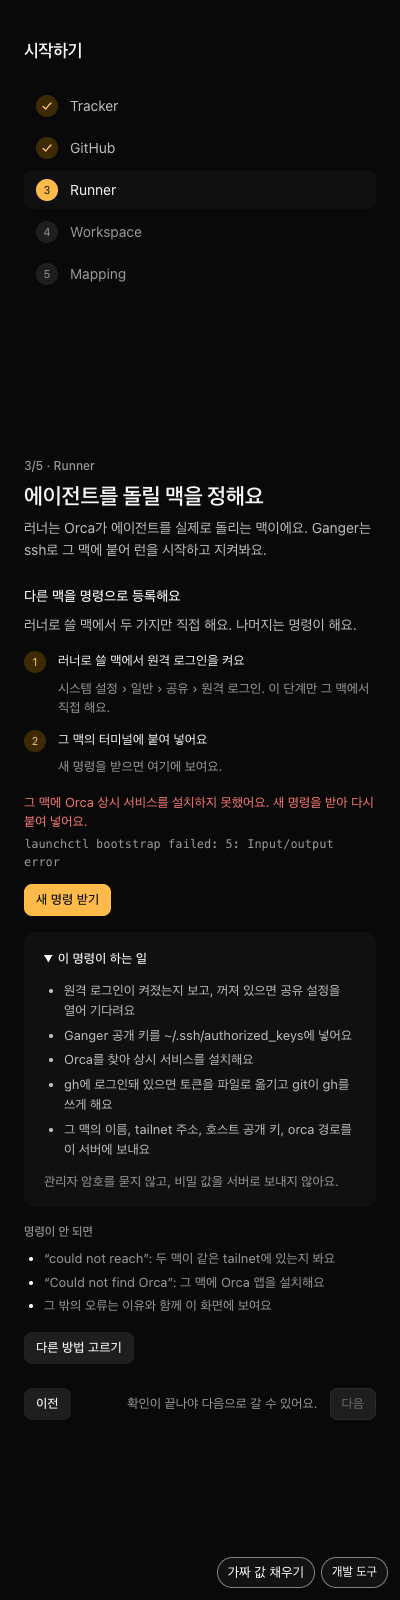 시작하기
Tracker
GitHub
3 Runner
4 Workspace
5 Mapping
3/5 · Runner
에이전트를 돌릴 맥을 정해요
러너는 Orca가 에이전트를 실제로 돌리는 맥이에요. Ganger는
ssh로 그 맥에 붙어 런을 시작하고 지켜봐요.
다른 맥을 명령으로 등록해요
러너로 쓸 맥에서 두 가지만 직접 해요. 나머지는 명령이 해요.
1 러너로 쓸 맥에서 원격 로그인을 켜요
시스템 설정 › 일반 › 공유 › 원격 로그인. 이 단계만 그 맥에서
직접 해요.
2 그 맥의 터미널에 붙여 넣어요
새 명령을 받으면 여기에 보여요.
그 맥에 Orca 상시 서비스를 설치하지 못했어요. 새 명령을 받아 다시
붙여 넣어요.
launchctl bootstrap failed: 5: Input/output
error
새 명령 받기
▼ 이 명령이 하는 일
• 원격 로그인이 켜졌는지 보고, 꺼져 있으면 공유 설정을
열어 기다려요
• Ganger 공개 키를 ~/.ssh/authorized_keys에 넣어요
• Orca를 찾아 상시 서비스를 설치해요
• gh에 로그인돼 있으면 토큰을 파일로 옮기고 git이 gh를
쓰게 해요
• 그 맥의 이름, tailnet 주소, 호스트 공개 키, orca 경로를
이 서버에 보내요
관리자 암호를 묻지 않고, 비밀 값을 서버로 보내지 않아요.
명령이 안 되면
• “could not reach”: 두 맥이 같은 tailnet에 있는지 봐요
• “Could not find Orca”: 그 맥에 Orca 앱을 설치해요
• 그 밖의 오류는 이유와 함께 이 화면에 보여요
다른 방법 고르기
이전
확인이 끝나야 다음으로 갈 수 있어요.
다음
가짜 값 채우기
개발 도구